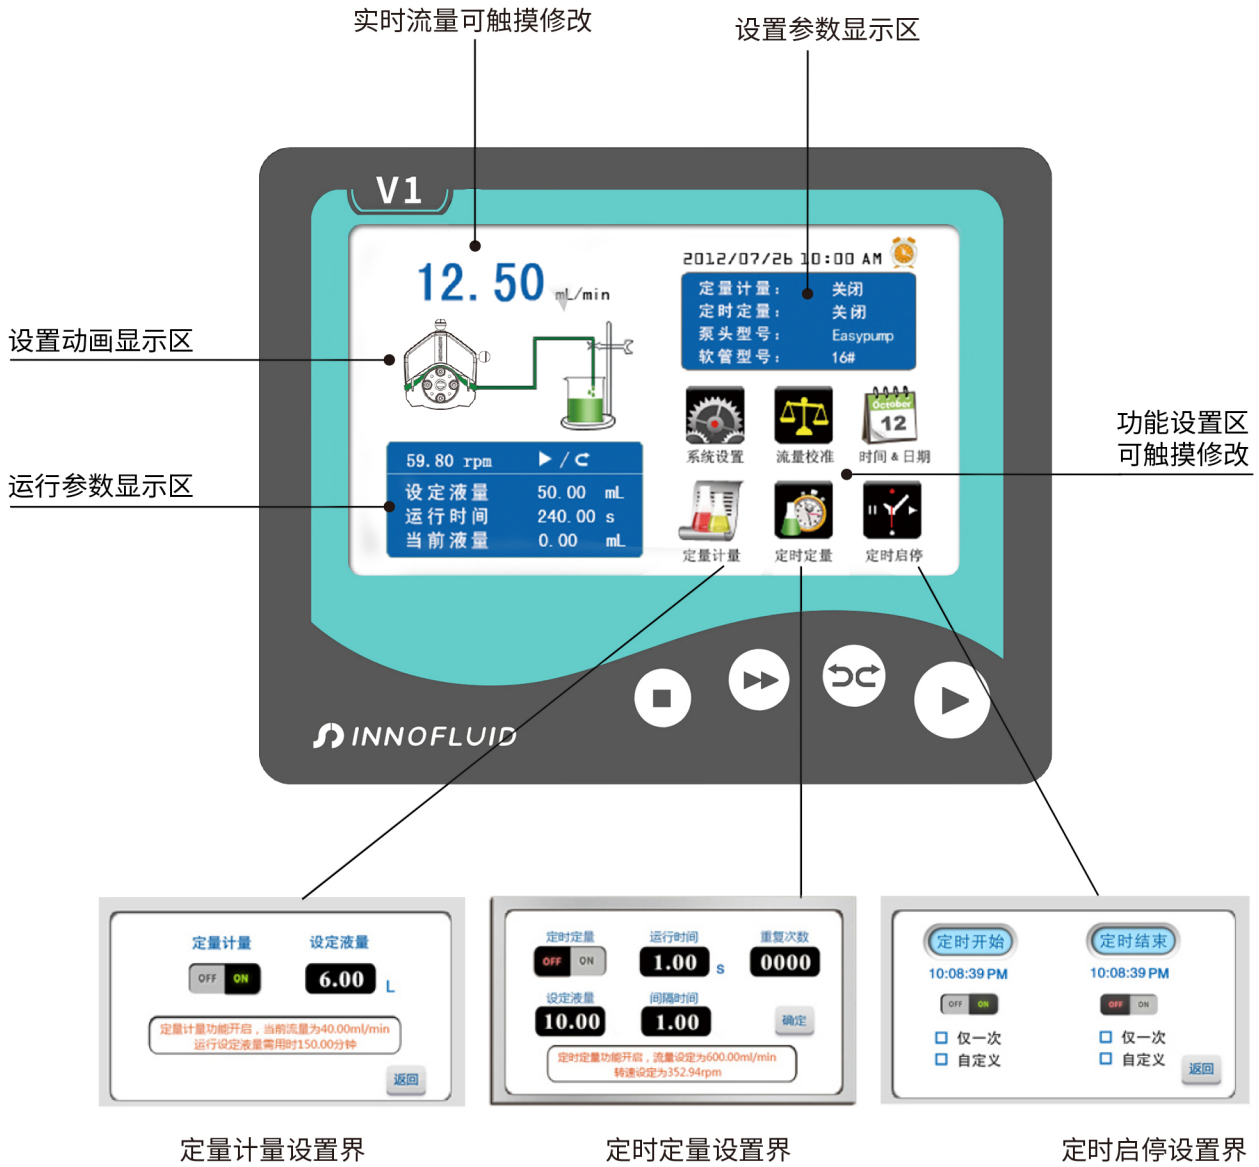 实时流量可触摸修改
设置参数显示区
V1
12.50 mL/min
2012/07/26 10:00 AM
定量计量： 关闭
定时定量： 关闭
泵头型号： Easypump
软管型号： 16#
设置动画显示区
October
12
系统设置
流量校准
时间 & 日期
功能设置区
可触摸修改
59.80 rpm /
设定液量 50.00 mL
运行时间 240.00 s
当前液量 0.00 mL
运行参数显示区
定量计量
定时定量
定时启停
INNOFLUID
定量计量 设定液量
OFF ON 6.00 L
定量计量功能开启，当前流量为40.00ml/min
运行设定液量需用时150.00分钟
返回
定时定量 运行时间 重复次数
OFF ON 1.00 s 0000
设定液量 间隔时间
10.00 1.00 确定
定时定量功能开启，流量设定为600.00ml/min
转速设定为352.94rpm
定时开始 定时结束
10:08:39 PM 10:08:39 PM
OFF ON OFF ON
仅一次 仅一次
自定义 自定义
返回
定量计量设置界
定时定量设置界
定时启停设置界